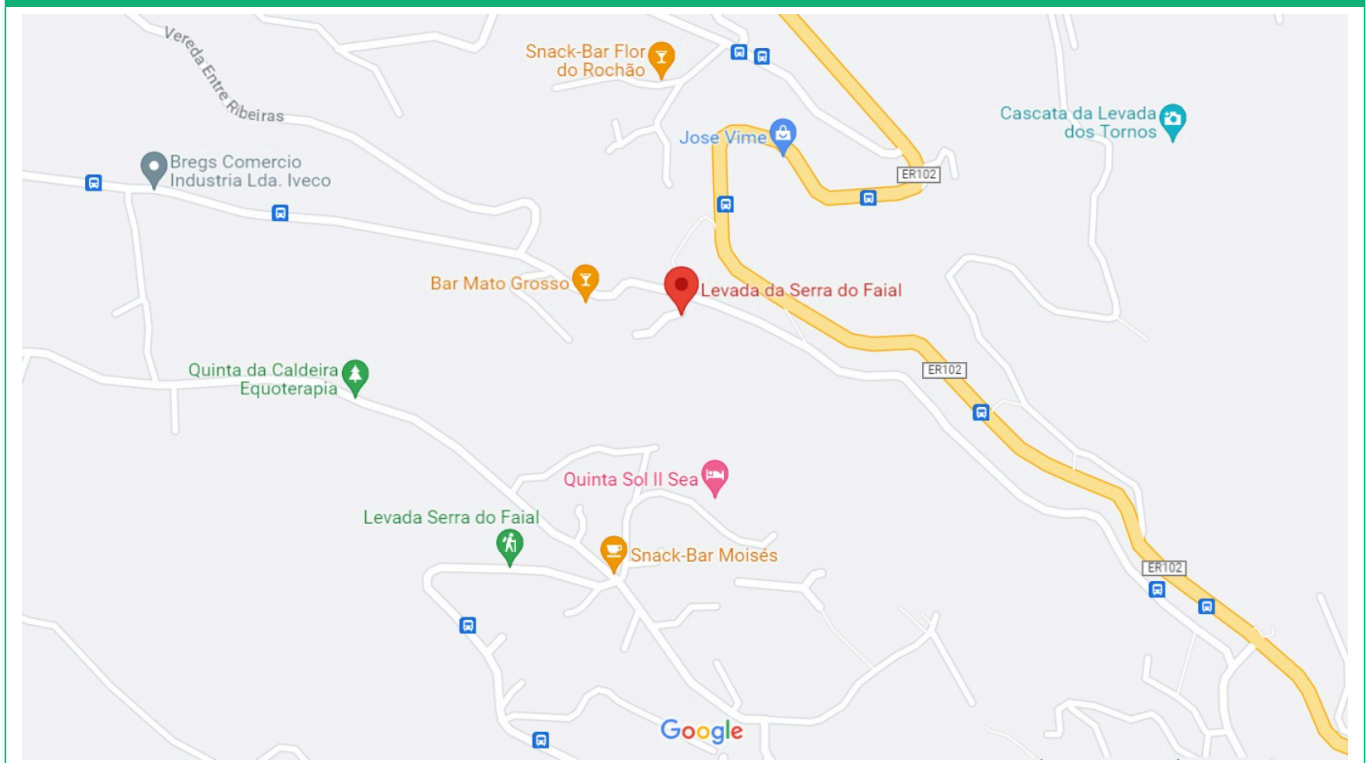 Vereda Entre Ribeiras
Snack-Bar Flor
do Rochão
Cascata da Levada
dos Tornos
Jose Vime
Bregs Comercio
Industria Lda. Iveco
ER102
Bar Mato Grosso
Levada da Serra do Faial
Quinta da Caldeira
Equoterapia
ER102
Quinta Sol II Sea
Levada Serra do Faial
Snack-Bar Moisés
ER102
Google